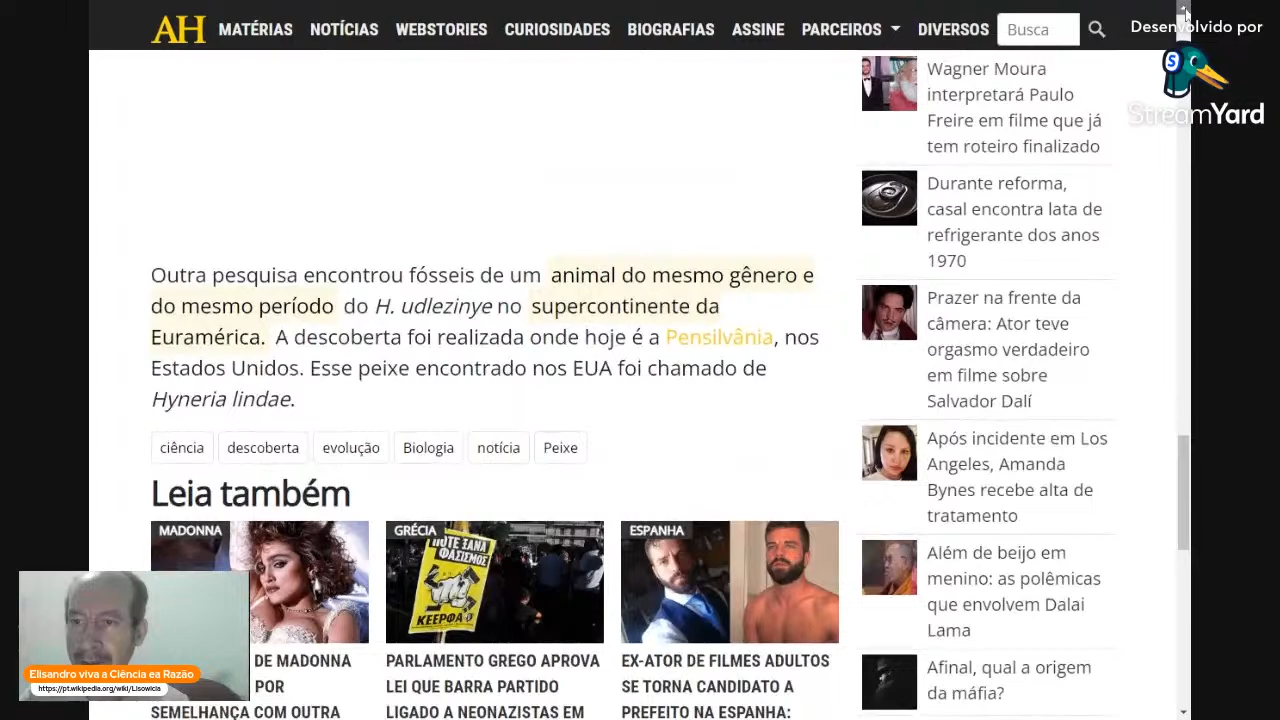 AH MATÉRIAS NOTÍCIAS WEBSTORIES CURIOSIDADES BIOGRAFIAS ASSINE PARCEIROS DIVERSOS Busca
Desenvolvido por
StreamYard
Outra pesquisa encontrou fósseis de um animal do mesmo gênero e
do mesmo período do H. udlezinye no supercontinente da
Euramérica. A descoberta foi realizada onde hoje é a Pensilvânia, nos
Estados Unidos. Esse peixe encontrado nos EUA foi chamado de
Hyneria lindae.
ciência descoberta evolução Biologia notícia Peixe
Leia também
MADONNA
DE MADONNA
POR
SEMELHANÇA COM OUTRA
GRÉCIA
ΠΟΤΕ ΞΑΝΑ
ΦΑΣΙΣΜΟΣ
ΚΕΕΡΦΑ
PARLAMENTO GREGO APROVA
LEI QUE BARRA PARTIDO
LIGADO A NEONAZISTAS EM
ESPANHA
EX-ATOR DE FILMES ADULTOS
SE TORNA CANDIDATO A
PREFEITO NA ESPANHA:
Wagner Moura
interpretará Paulo
Freire em filme que já
tem roteiro finalizado
Durante reforma,
casal encontra lata de
refrigerante dos anos
1970
Prazer na frente da
câmera: Ator teve
orgasmo verdadeiro
em filme sobre
Salvador Dalí
Após incidente em Los
Angeles, Amanda
Bynes recebe alta de
tratamento
Além de beijo em
menino: as polêmicas
que envolvem Dalai
Lama
Afinal, qual a origem
da máfia?
Elisandro viva a Ciência ea Razão
https://pt.wikipedia.org/wiki/Lisowicia